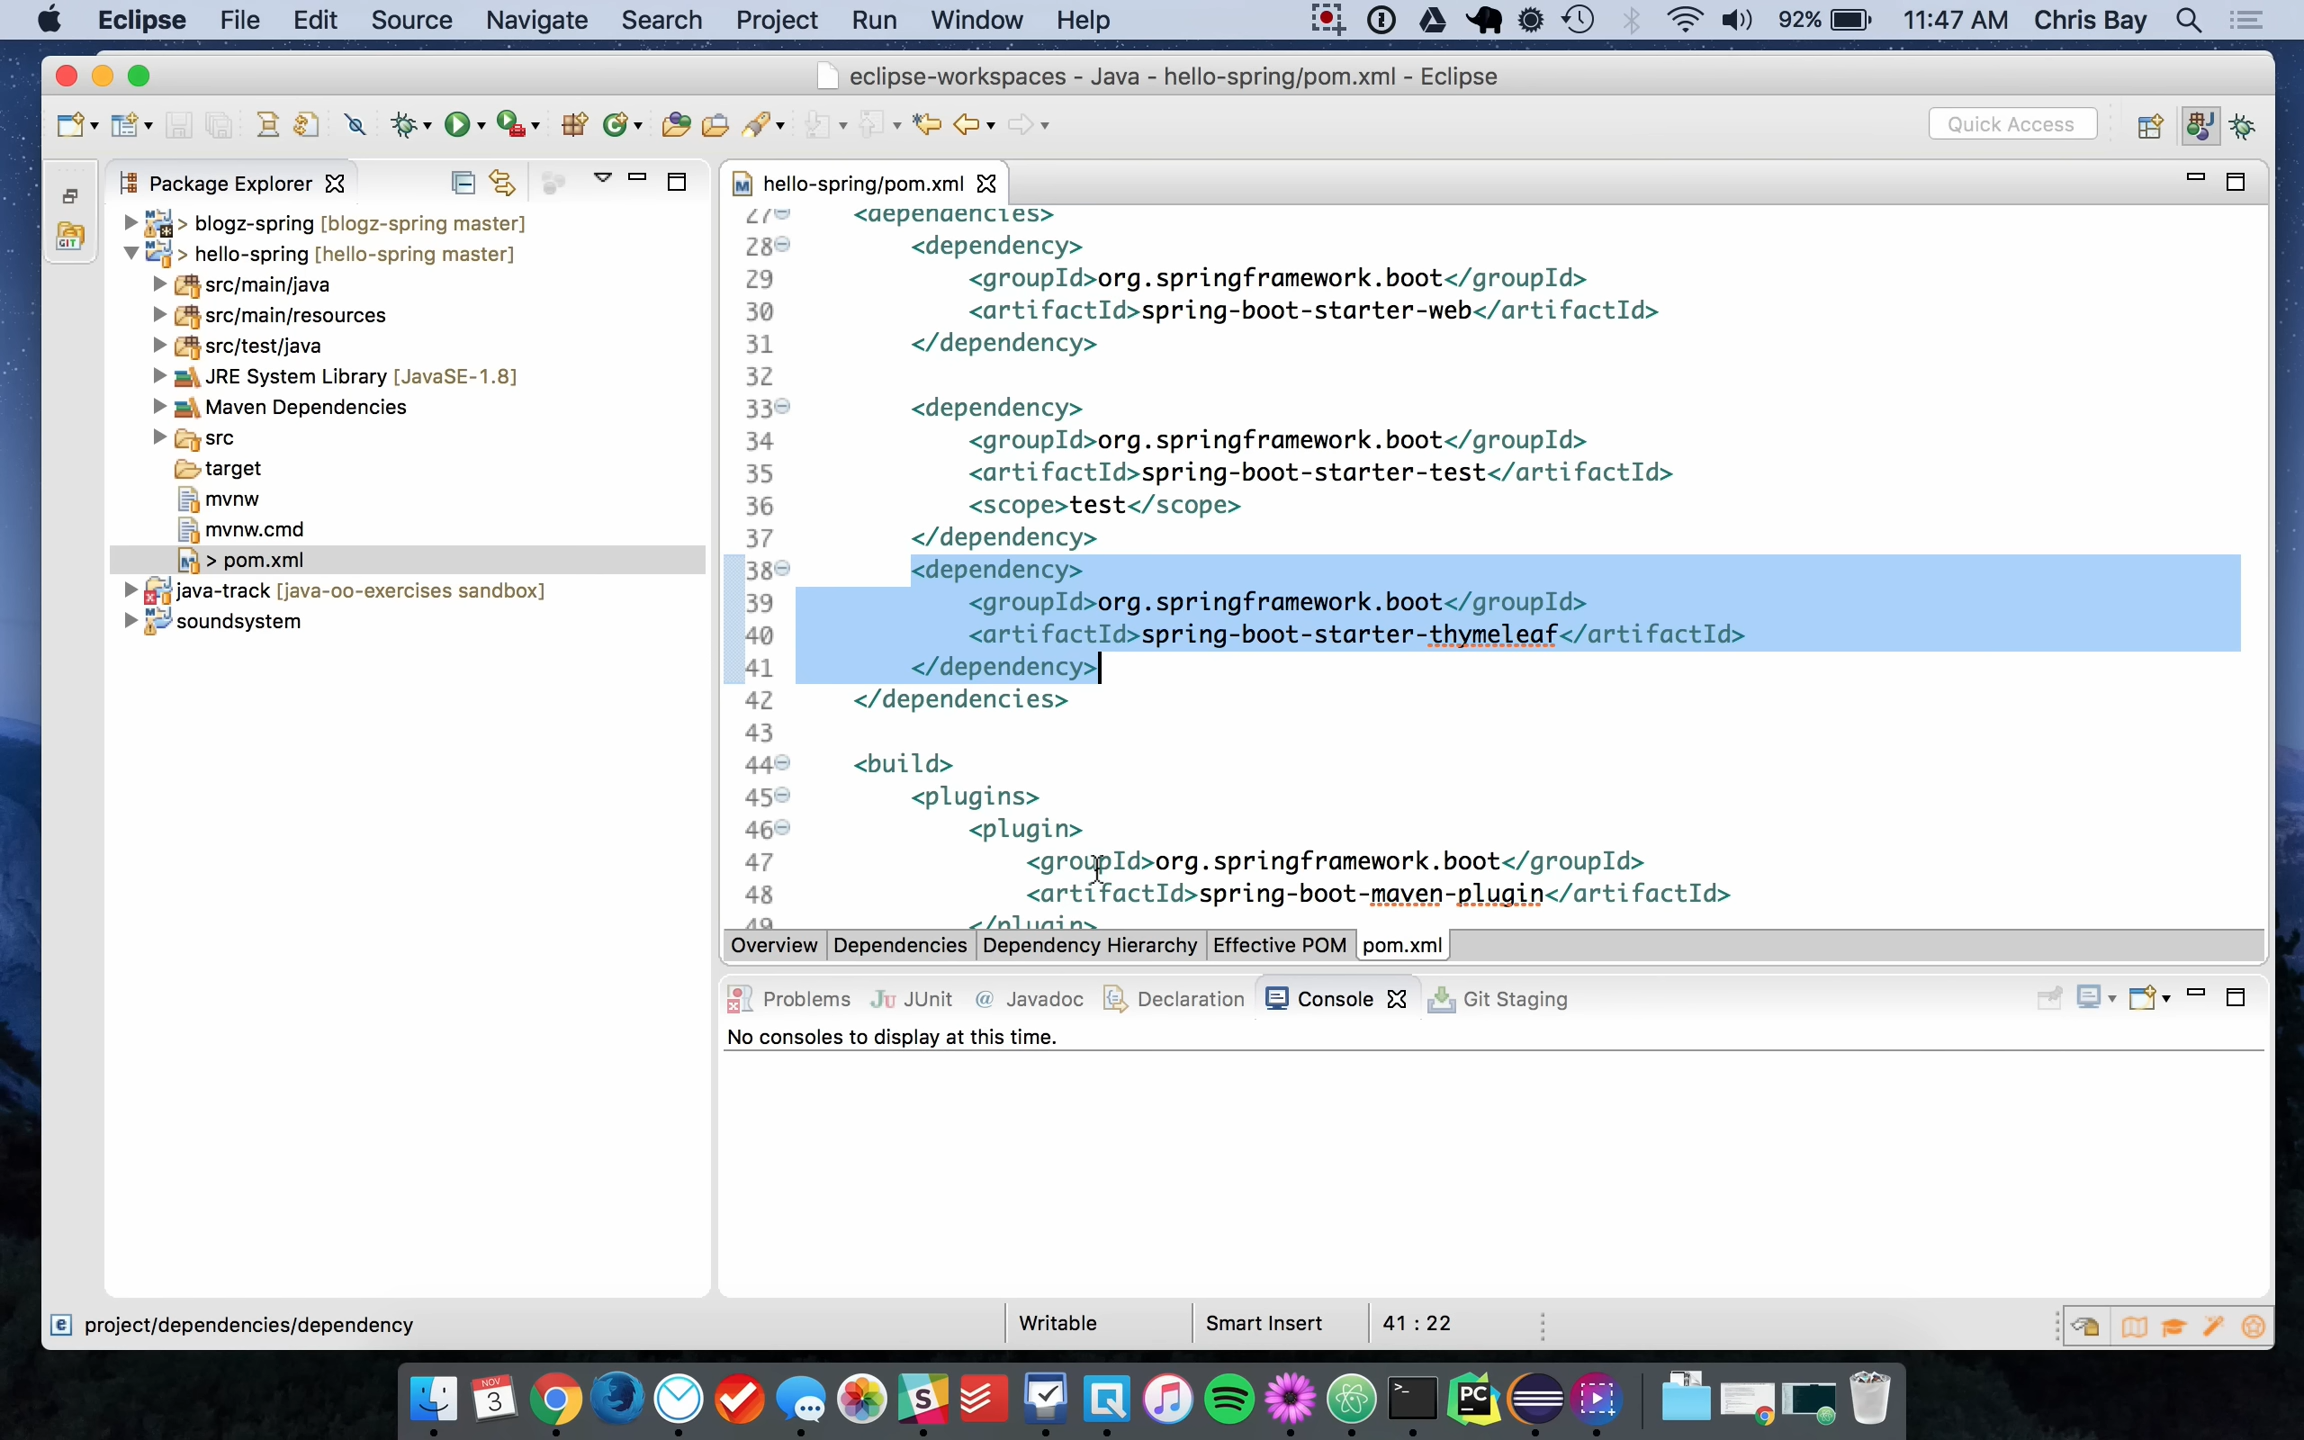 Eclipse File Edit Source Navigate Search Project Run Window Help 92% 11:47 AM Chris Bay
eclipse-workspaces - Java - hello-spring/pom.xml - Eclipse
Quick Access
GIT
Package Explorer
> blogz-spring [blogz-spring master]
> hello-spring [hello-spring master]
src/main/java
src/main/resources
src/test/java
JRE System Library [JavaSE-1.8]
Maven Dependencies
src
target
mvnw
mvnw.cmd
> pom.xml
java-track [java-oo-exercises sandbox]
soundsystem
hello-spring/pom.xml
27 <dependencies>
28 <dependency>
29 <groupId>org.springframework.boot</groupId>
30 <artifactId>spring-boot-starter-web</artifactId>
31 </dependency>
32
33 <dependency>
34 <groupId>org.springframework.boot</groupId>
35 <artifactId>spring-boot-starter-test</artifactId>
36 <scope>test</scope>
37 </dependency>
38 <dependency>
39 <groupId>org.springframework.boot</groupId>
40 <artifactId>spring-boot-starter-thymeleaf</artifactId>
41 </dependency>
42 </dependencies>
43
44 <build>
45 <plugins>
46 <plugin>
47 <groupId>org.springframework.boot</groupId>
48 <artifactId>spring-boot-maven-plugin</artifactId>
49 </plugin>
Overview Dependencies Dependency Hierarchy Effective POM pom.xml
Problems JUnit @ Javadoc Declaration Console Git Staging
No consoles to display at this time.
project/dependencies/dependency Writable Smart Insert 41 : 22
NOV
3
PC